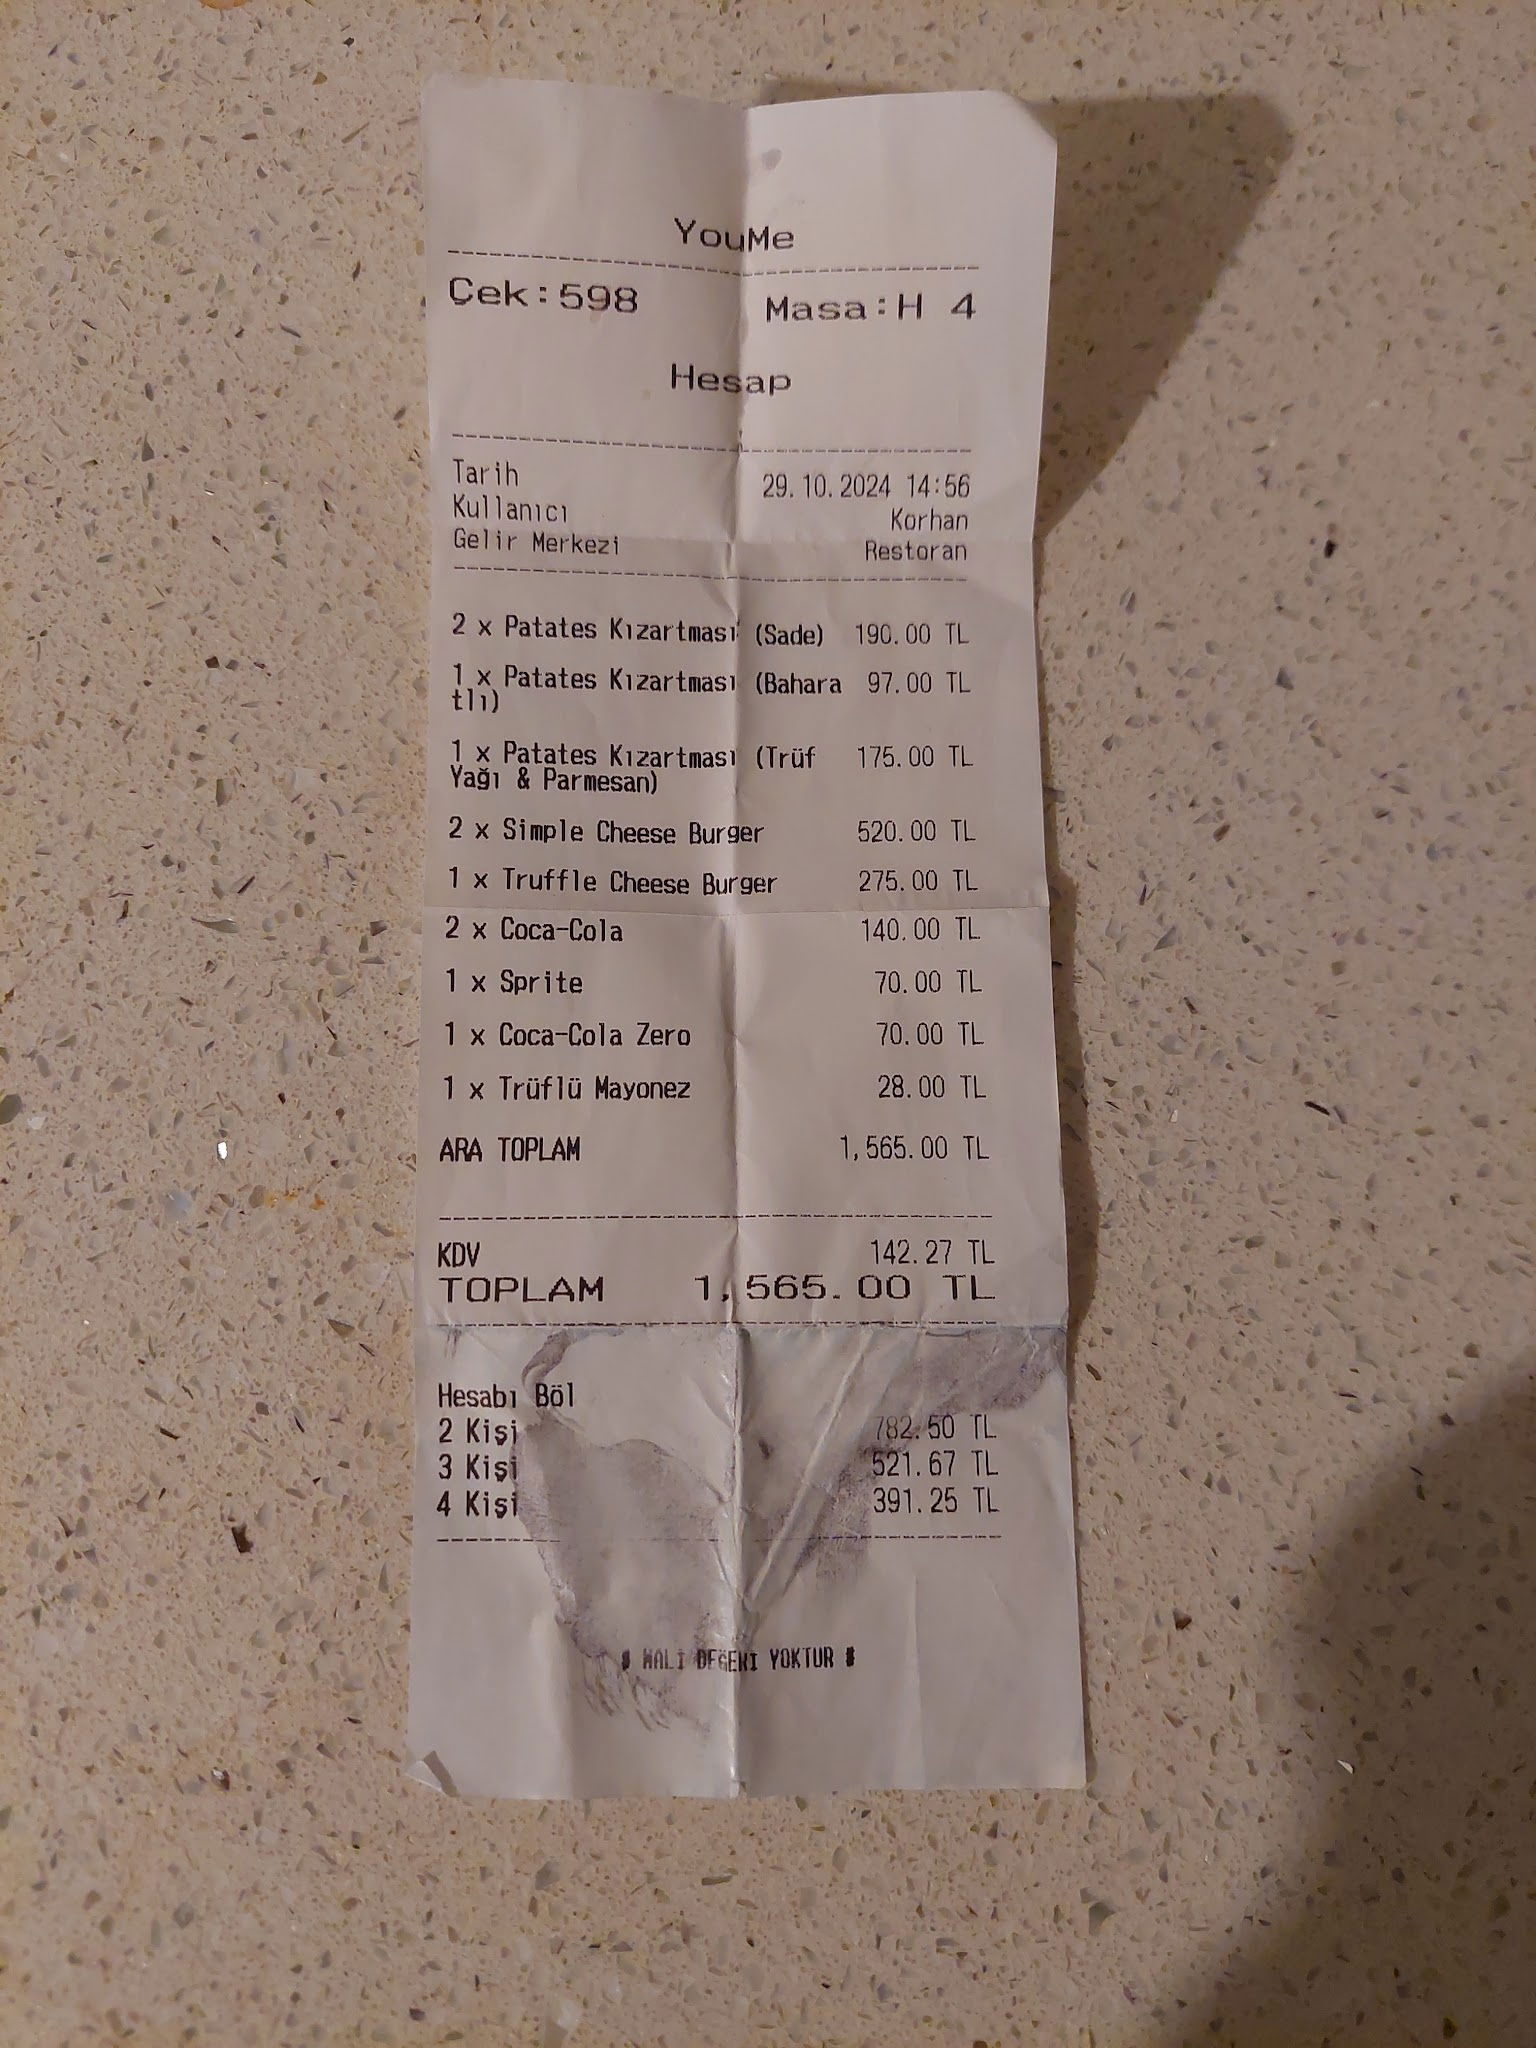 YouMe
Çek:598 Masa:H 4
Hesap
Tarih 29.10.2024 14:56
Kullanıcı Korhan
Gelir Merkezi Restoran
2 x Patates Kızartması (Sade) 190.00 TL
1 x Patates Kızartması (Bahara 97.00 TL
tlı)
1 x Patates Kızartması (Trüf 175.00 TL
Yağı & Parmesan)
2 x Simple Cheese Burger 520.00 TL
1 x Truffle Cheese Burger 275.00 TL
2 x Coca-Cola 140.00 TL
1 x Sprite 70.00 TL
1 x Coca-Cola Zero 70.00 TL
1 x Trüflü Mayonez 28.00 TL
ARA TOPLAM 1,565.00 TL
KDV 142.27 TL
TOPLAM 1,565.00 TL
Hesabı Böl
2 Kişi 782.50 TL
3 Kişi 521.67 TL
4 Kişi 391.25 TL
# MALİ DEĞERİ YOKTUR #